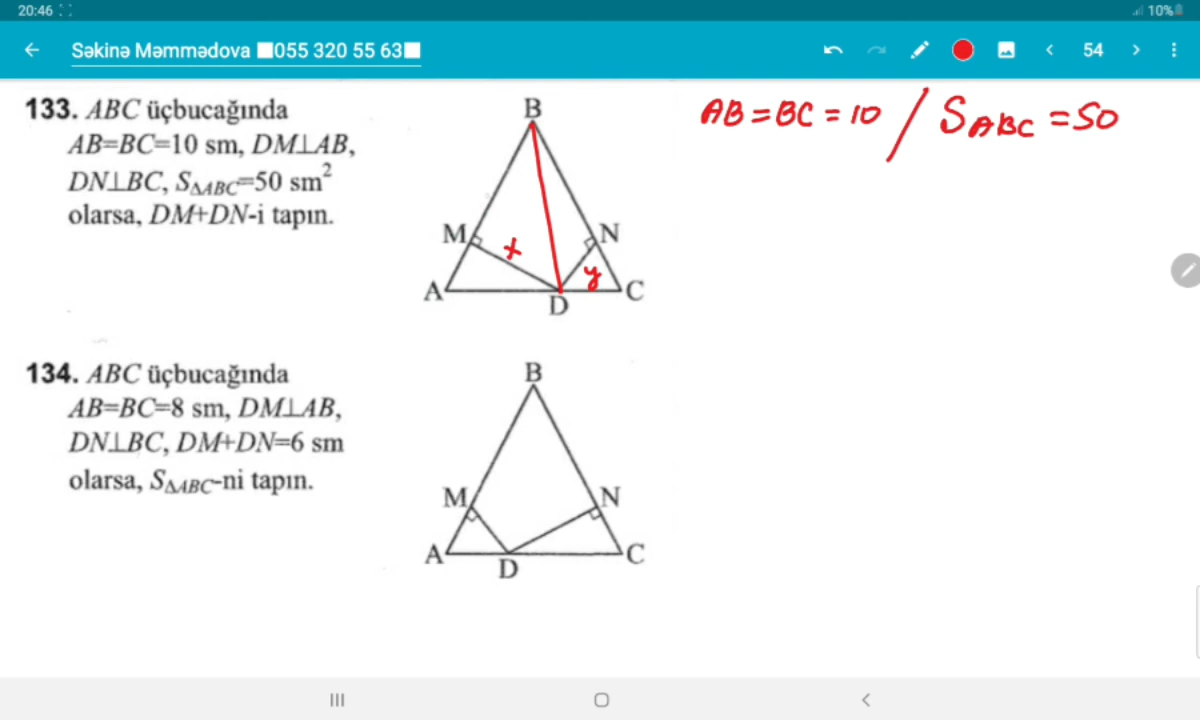 20:46
10%
Səkinə Məmmədova 055 320 55 63
54
133. ABC üçbucağında
AB=BC=10 sm, DM⊥AB,
DN⊥BC, S△ABC=50 sm²
olarsa, DM+DN-i tapın.
B
M
N
x
y
A
D
C
AB=BC=10 / SABC=50
134. ABC üçbucağında
AB=BC=8 sm, DM⊥AB,
DN⊥BC, DM+DN=6 sm
olarsa, S△ABC-ni tapın.
B
M
N
A
D
C